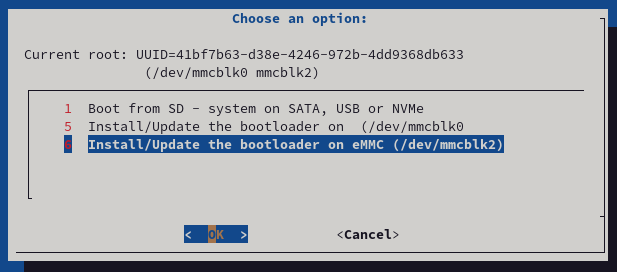 Choose an option:
Current root: UUID=41bf7b63-d38e-4246-972b-4dd9368db633
(/dev/mmcblk0 mmcblk2)
1 Boot from SD - system on SATA, USB or NVMe
5 Install/Update the bootloader on  (/dev/mmcblk0
6 Install/Update the bootloader on eMMC (/dev/mmcblk2)
<  OK  > <Cancel>